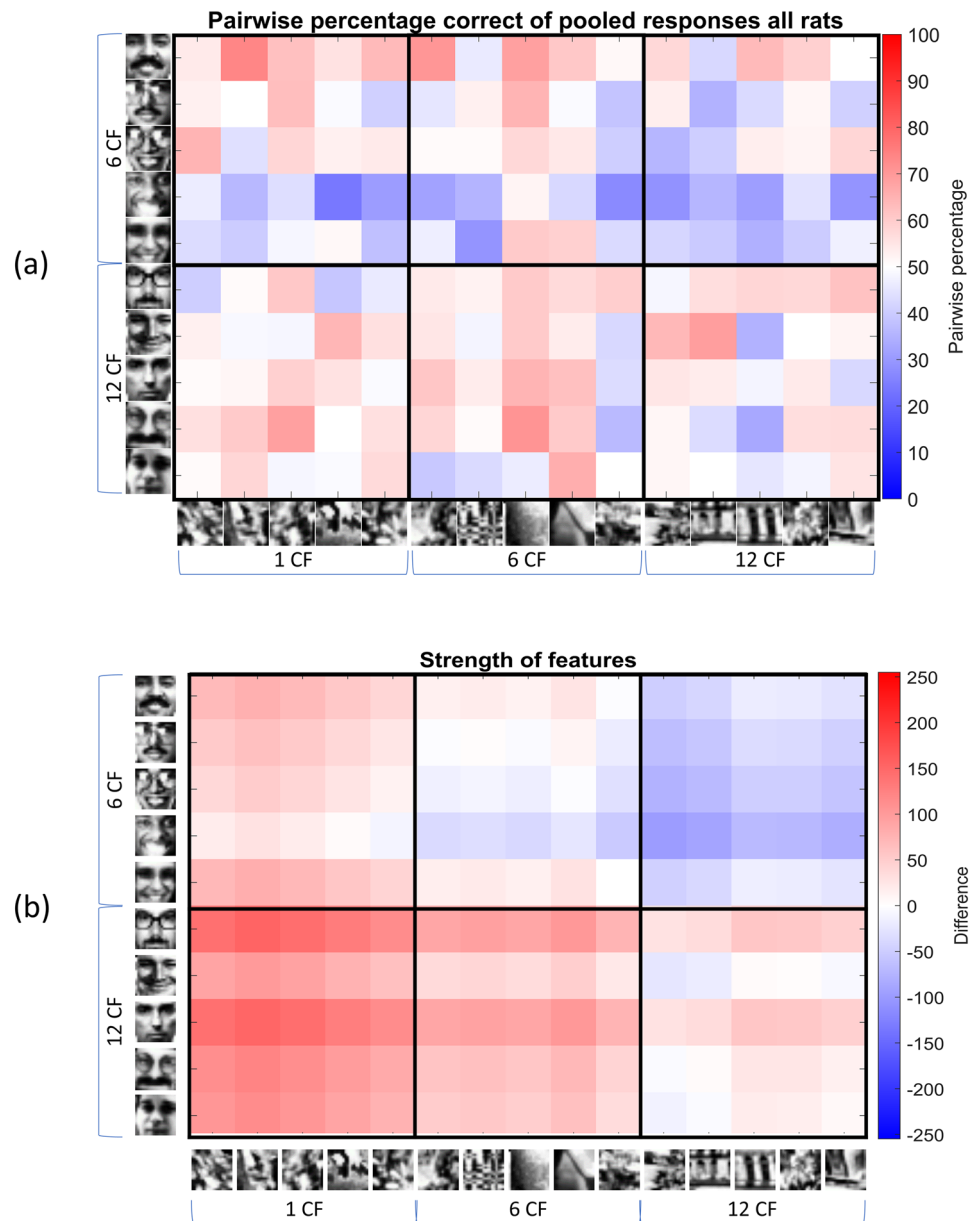 Pairwise percentage correct of pooled responses all rats
(a)
6 CF
12 CF
1 CF
6 CF
12 CF
100
90
80
70
60
50
40
30
20
10
0
Pairwise percentage
Strength of features
(b)
6 CF
12 CF
1 CF
6 CF
12 CF
250
200
150
100
50
0
-50
-100
-150
-200
-250
Difference